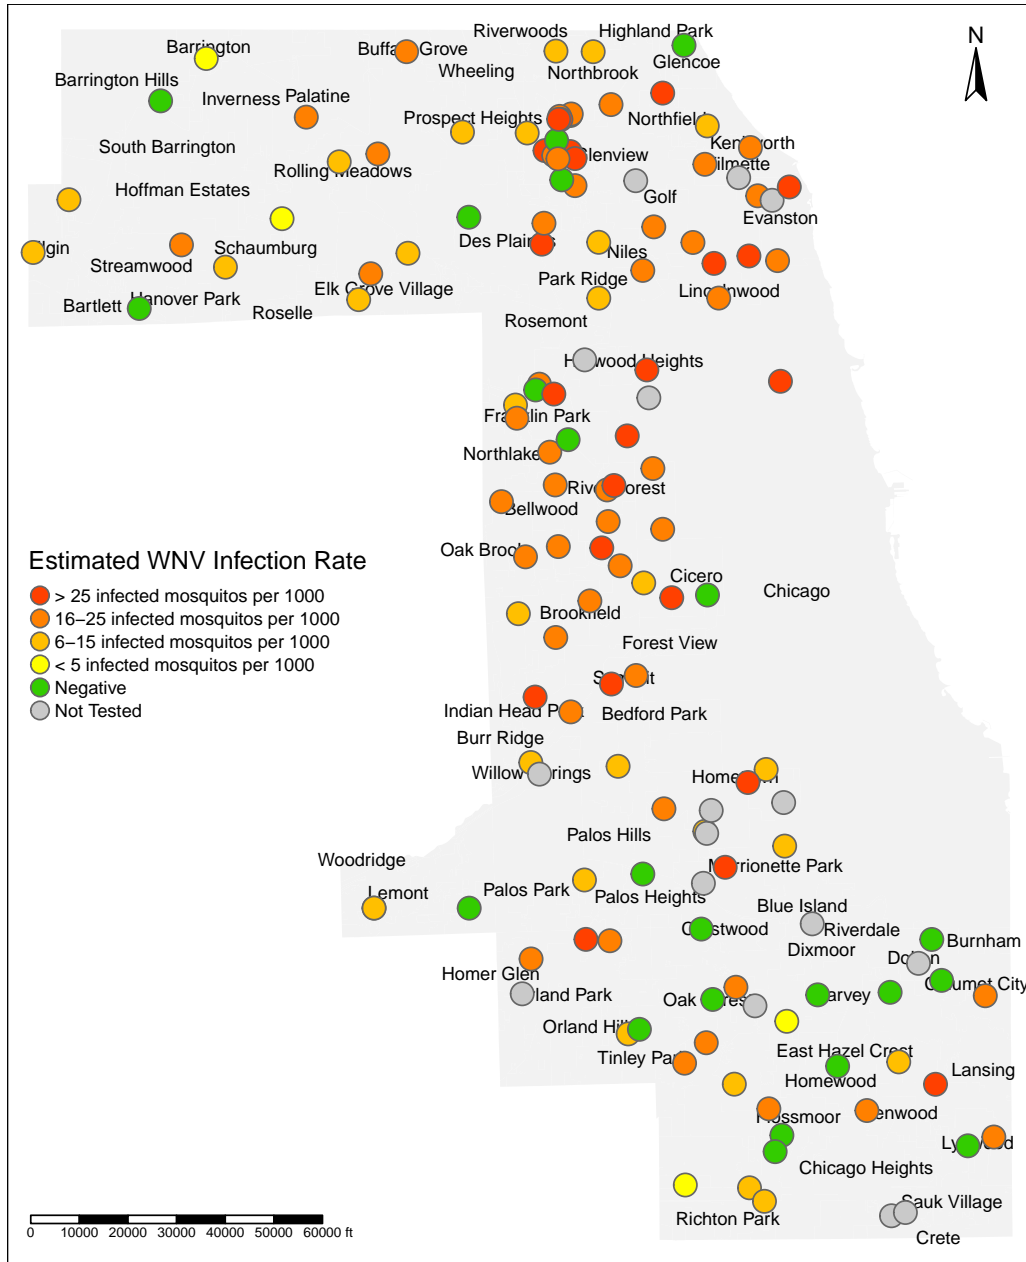 N
Riverwoods
Highland Park
Barrington
Buffalo Grove
Glencoe
Wheeling
Northbrook
Barrington Hills
Inverness
Palatine
Prospect Heights
Northfield
South Barrington
Kenilworth
Glenview
Wilmette
Rolling Meadows
Hoffman Estates
Golf
Evanston
Des Plaines
Elgin
Schaumburg
Niles
Streamwood
Park Ridge
Elk Grove Village
Lincolnwood
Hanover Park
Bartlett
Roselle
Rosemont
Harwood Heights
Franklin Park
Northlake
River Forest
Bellwood
Oak Brook
Estimated WNV Infection Rate
> 25 infected mosquitos per 1000
16–25 infected mosquitos per 1000
6–15 infected mosquitos per 1000
< 5 infected mosquitos per 1000
Negative
Not Tested
Cicero
Chicago
Brookfield
Forest View
Summit
Indian Head Park
Bedford Park
Burr Ridge
Willow Springs
Hometown
Palos Hills
Woodridge
Merrionette Park
Lemont
Palos Park
Palos Heights
Blue Island
Crestwood
Riverdale
Burnham
Dixmoor
Dolton
Homer Glen
Calumet City
Orland Park
Oak Forest
Harvey
Orland Hills
Tinley Park
East Hazel Crest
Homewood
Lansing
Flossmoor
Glenwood
Lynwood
Chicago Heights
Sauk Village
Richton Park
Crete
0 10000 20000 30000 40000 50000 60000 ft